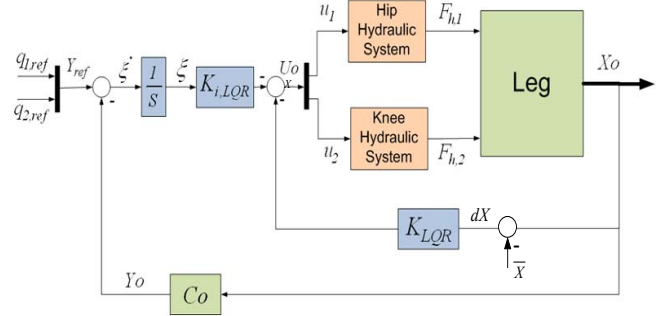 q1,ref
q2,ref
Yref
-
ξ̇
1
S
ξ
Ki,LQR
-
-
Uo
x
u1
u2
Hip
Hydraulic
System
Knee
Hydraulic
System
Fh,1
Fh,2
Leg
Xo
KLQR
dX
-
X̄
Yo
Co